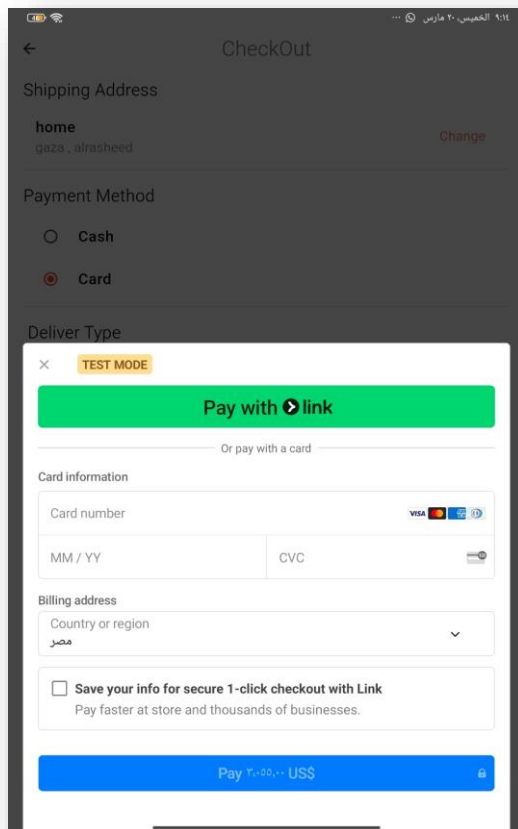 ٩:١٤ الخميس، ٢٠ مارس ...
CheckOut
Shipping Address
home
gaza , alrasheed
Change
Payment Method
Cash
Card
Deliver Type
TEST MODE
Pay with link
Or pay with a card
Card information
Card number
VISA
MM / YY
CVC
Billing address
Country or region
مصر
Save your info for secure 1-click checkout with Link
Pay faster at store and thousands of businesses.
Pay ٣,٠٥٥,٠٠ US$